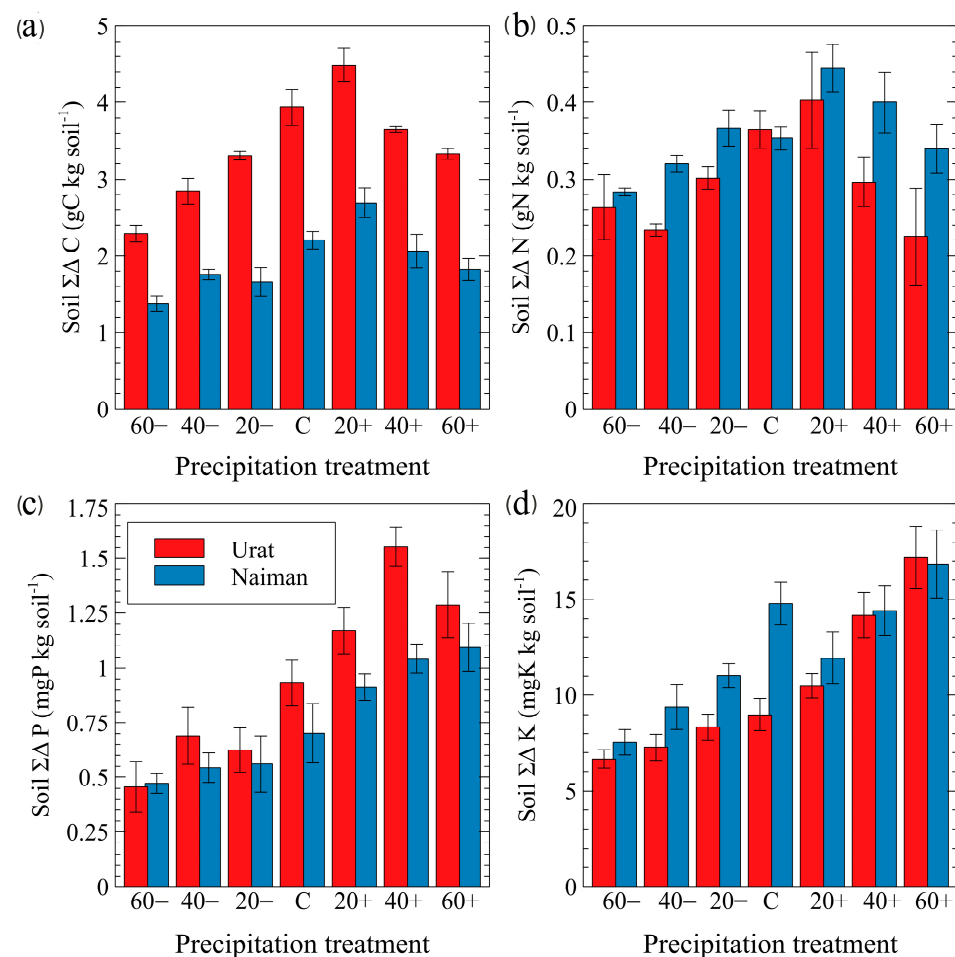 (a)
Soil ΣΔ C (gC kg soil⁻¹)
5
4
3
2
1
0
60− 40− 20− C 20+ 40+ 60+
Precipitation treatment
(b)
Soil ΣΔ N (gN kg soil⁻¹)
0.5
0.4
0.3
0.2
0.1
0
60− 40− 20− C 20+ 40+ 60+
Precipitation treatment
(c)
Soil ΣΔ P (mgP kg soil⁻¹)
1.75
1.5
1.25
1
0.75
0.5
0.25
0
Urat
Naiman
60− 40− 20− C 20+ 40+ 60+
Precipitation treatment
(d)
Soil ΣΔ K (mgK kg soil⁻¹)
20
15
10
5
0
60− 40− 20− C 20+ 40+ 60+
Precipitation treatment